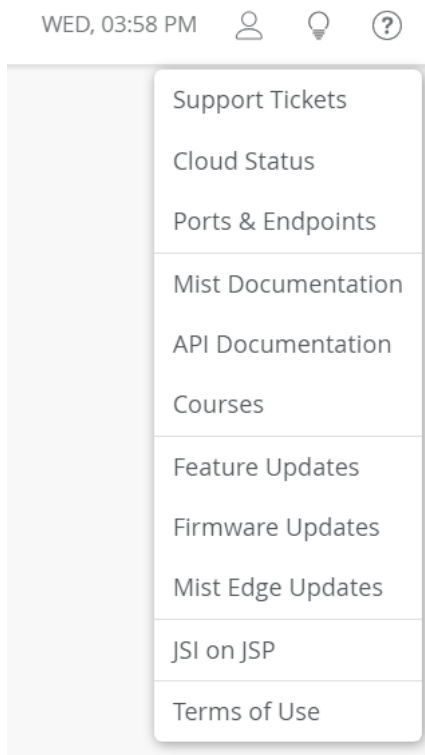 WED, 03:58 PM ?
Support Tickets
Cloud Status
Ports & Endpoints
Mist Documentation
API Documentation
Courses
Feature Updates
Firmware Updates
Mist Edge Updates
JSI on JSP
Terms of Use